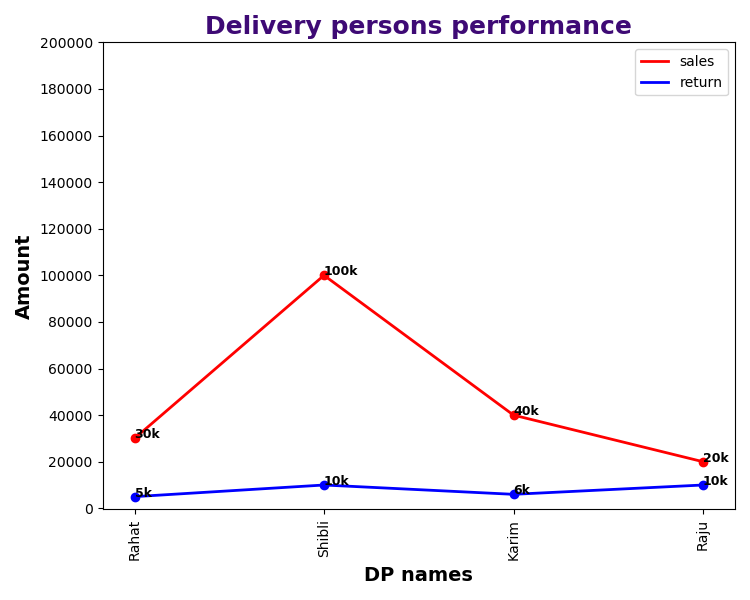 Delivery persons performance
200000
180000
160000
140000
120000
100000
80000
60000
40000
20000
0
Amount
sales
return
100k
40k
30k
20k
10k
10k
6k
5k
Rahat
Shibli
Karim
Raju
DP names